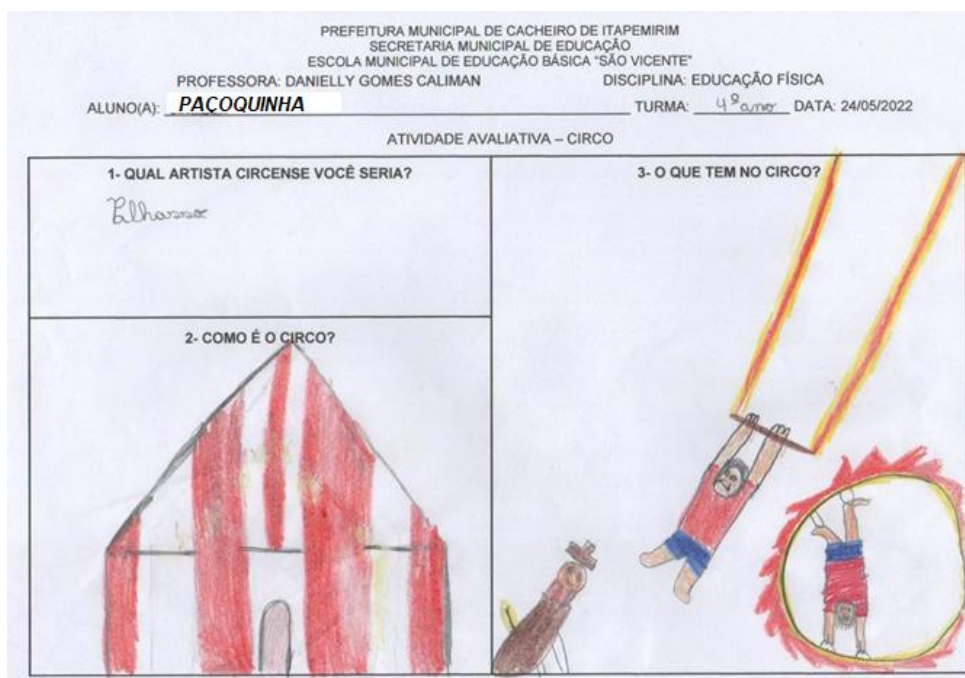 PREFEITURA MUNICIPAL DE CACHEIRO DE ITAPEMIRIM
SECRETARIA MUNICIPAL DE EDUCAÇÃO
ESCOLA MUNICIPAL DE EDUCAÇÃO BÁSICA "SÃO VICENTE"
PROFESSORA: DANIELLY GOMES CALIMAN DISCIPLINA: EDUCAÇÃO FÍSICA
ALUNO(A): PAÇOQUINHA TURMA: 4º ano DATA: 24/05/2022
ATIVIDADE AVALIATIVA – CIRCO
1- QUAL ARTISTA CIRCENSE VOCÊ SERIA?
2- COMO É O CIRCO?
3- O QUE TEM NO CIRCO?